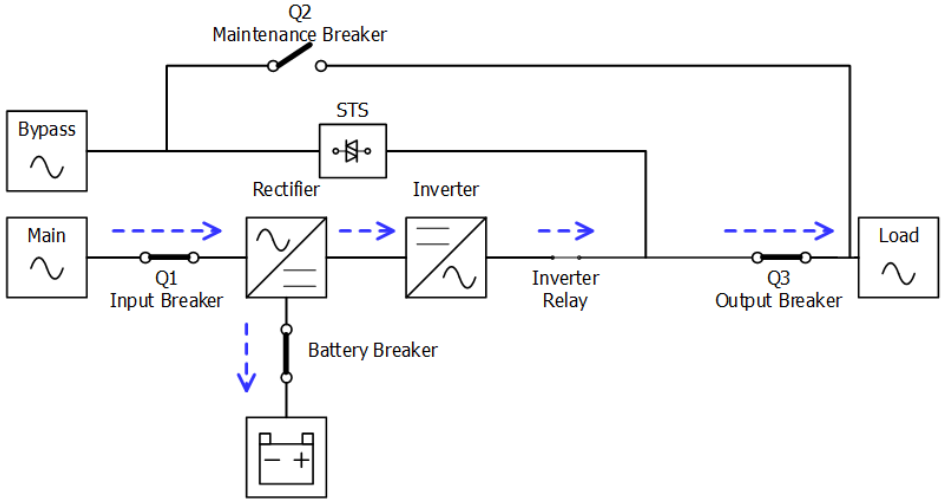 Q2
Maintenance Breaker
STS
Bypass
Rectifier
Inverter
Main
Load
Q1
Input Breaker
Inverter
Relay
Q3
Output Breaker
Battery Breaker
− +